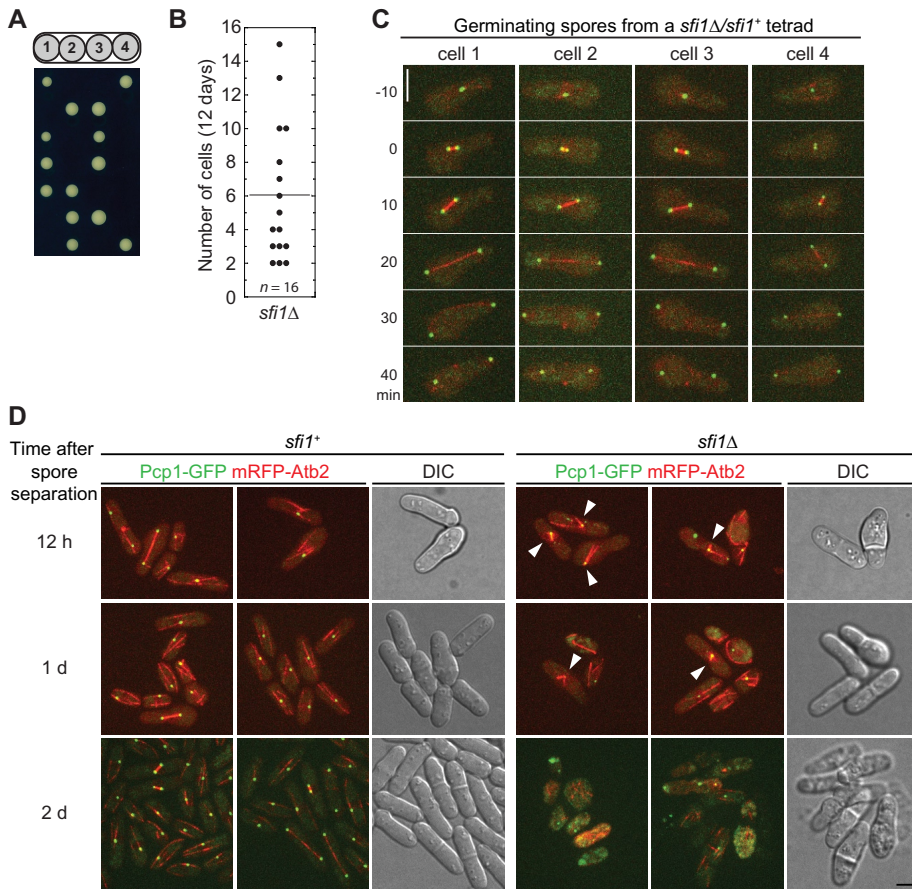 A
1 2 3 4
B
Number of cells (12 days)
16
14
12
10
8
6
4
2
0
n = 16
sfi1Δ
C
Germinating spores from a sfi1Δ/sfi1⁺ tetrad
cell 1 cell 2 cell 3 cell 4
-10
0
10
20
30
40
min
D
Time after
spore
separation
sfi1⁺ sfi1Δ
Pcp1-GFP mRFP-Atb2 DIC Pcp1-GFP mRFP-Atb2 DIC
12 h
1 d
2 d